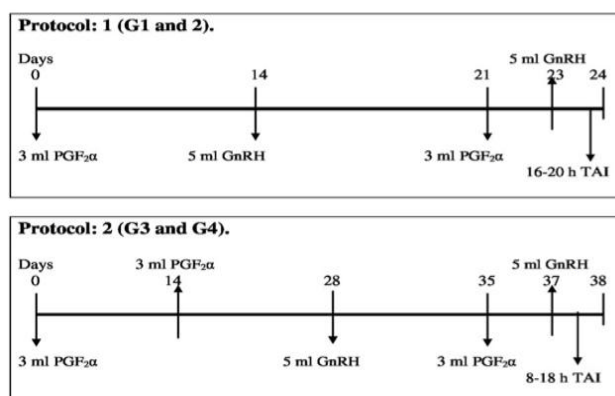 Protocol: 1 (G1 and 2).
Days
5 ml GnRH
0 14 21 23 24
3 ml PGF₂α 5 ml GnRH 3 ml PGF₂α
16-20 h TAI
Protocol: 2 (G3 and G4).
Days 3 ml PGF₂α 5 ml GnRH
0 14 28 35 37 38
3 ml PGF₂α 5 ml GnRH 3 ml PGF₂α
8-18 h TAI